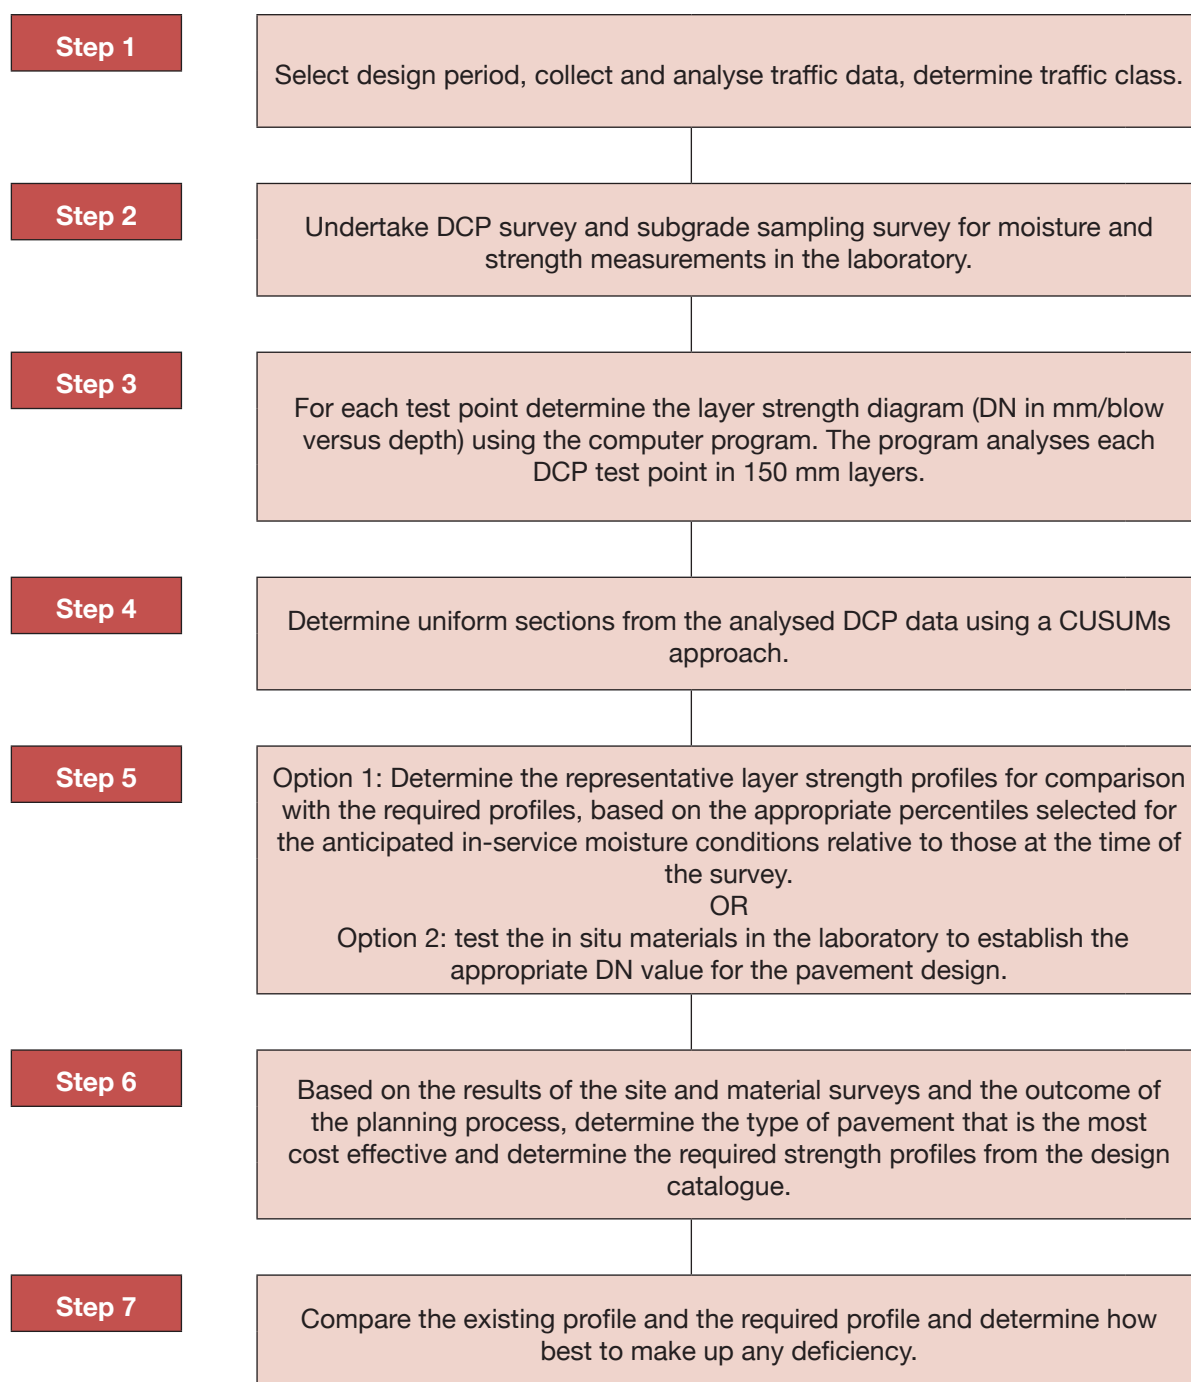 Step 1
Select design period, collect and analyse traffic data, determine traffic class.
Step 2
Undertake DCP survey and subgrade sampling survey for moisture and
strength measurements in the laboratory.
Step 3
For each test point determine the layer strength diagram (DN in mm/blow
versus depth) using the computer program. The program analyses each
DCP test point in 150 mm layers.
Step 4
Determine uniform sections from the analysed DCP data using a CUSUMs
approach.
Step 5
Option 1: Determine the representative layer strength profiles for comparison
with the required profiles, based on the appropriate percentiles selected for
the anticipated in-service moisture conditions relative to those at the time of
the survey.
OR
Option 2: test the in situ materials in the laboratory to establish the
appropriate DN value for the pavement design.
Step 6
Based on the results of the site and material surveys and the outcome of
the planning process, determine the type of pavement that is the most
cost effective and determine the required strength profiles from the design
catalogue.
Step 7
Compare the existing profile and the required profile and determine how
best to make up any deficiency.